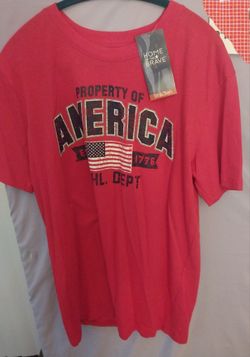 HOME
BRAVE
PROPERTY OF
AMERICA
1776
HL. DEPT